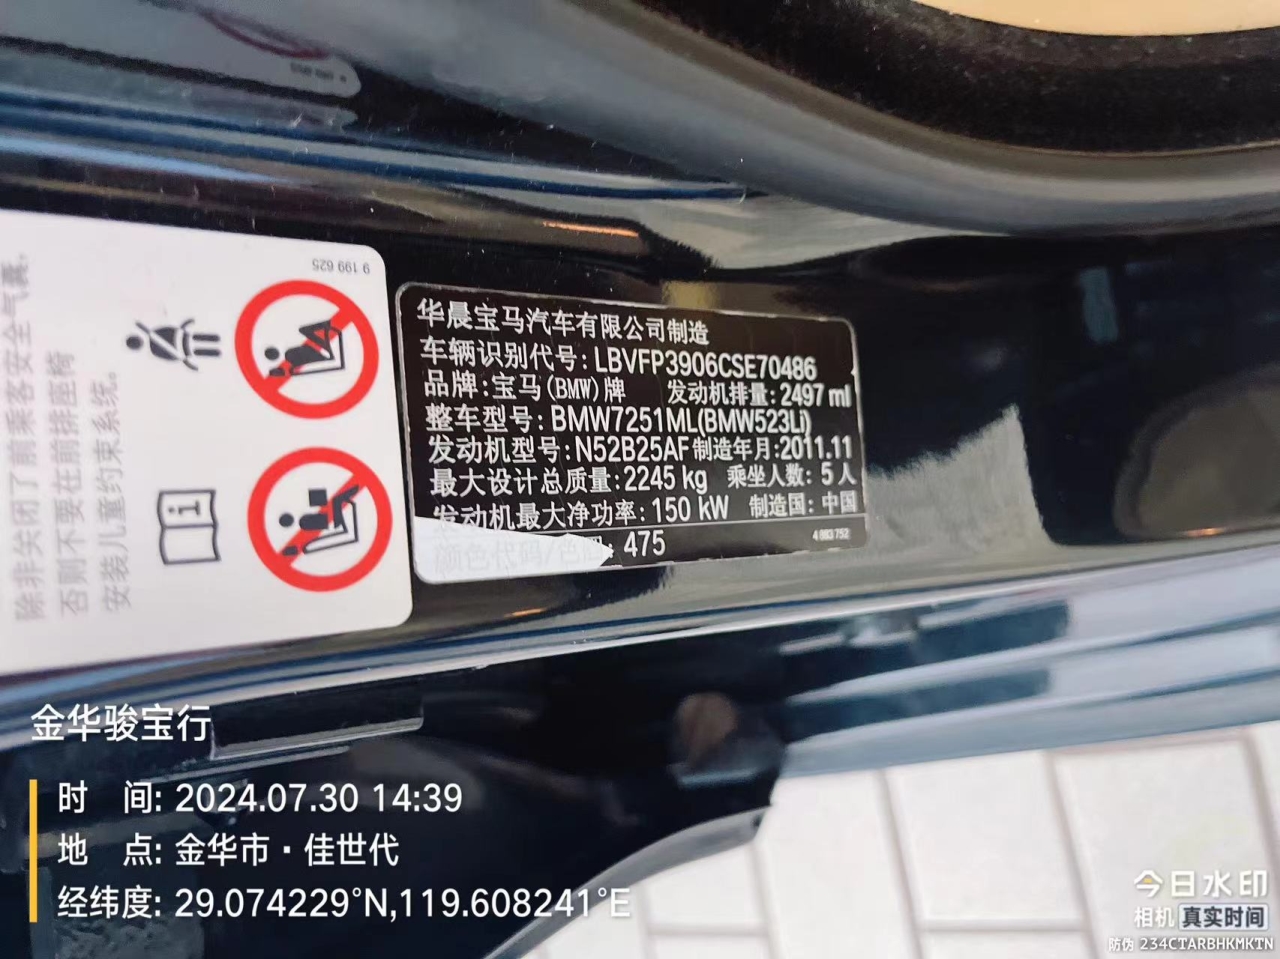 9 199 625
除非关闭了前乘客安全气囊,
否则不要在前排座椅
安装儿童约束系统。
华晨宝马汽车有限公司制造
车辆识别代号: LBVFP3906CSE70486
品牌: 宝马(BMW)牌 发动机排量: 2497 ml
整车型号: BMW7251ML(BMW523Li)
发动机型号: N52B25AF 制造年月: 2011.11
最大设计总质量: 2245 kg 乘坐人数: 5 人
发动机最大净功率: 150 kW 制造国: 中国
颜色代码/色调: 475
4 883 752
金华骏宝行
时 间: 2024.07.30 14:39
地 点: 金华市·佳世代
经纬度: 29.074229°N,119.608241°E
今日水印
相机 真实时间
防伪 234CTARBHKMKTN